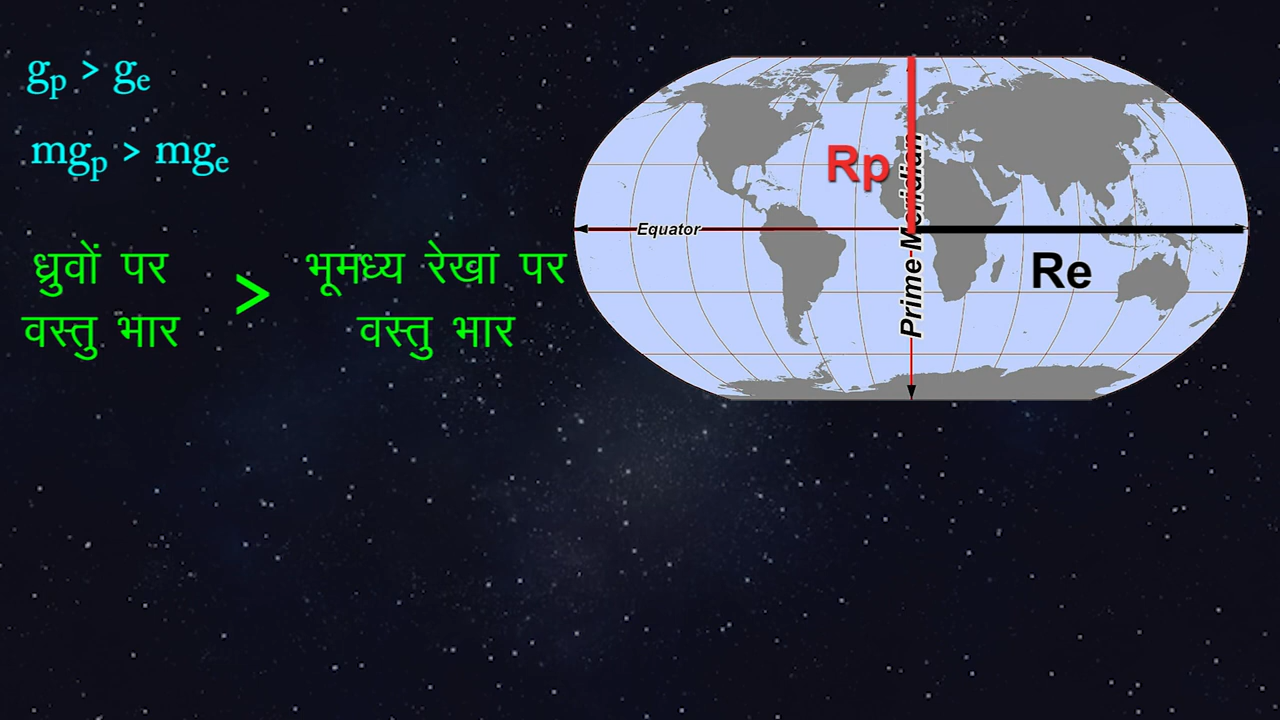 gp > ge
mgp > mge
ध्रुवों पर
वस्तु भार
>
भूमध्य रेखा पर
वस्तु भार
Rp
Prime Meridian
Equator
Re